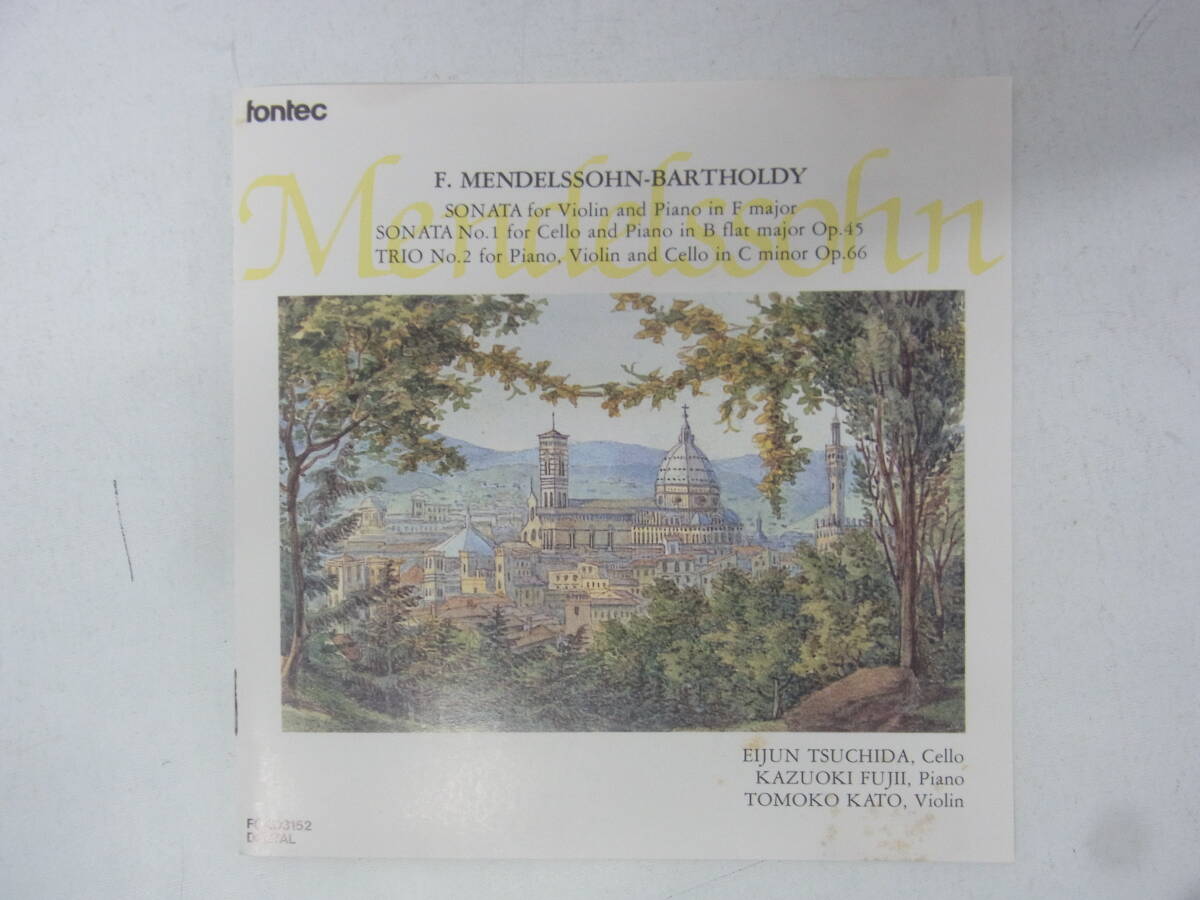 fontec
Mendelssohn
F. MENDELSSOHN-BARTHOLDY
SONATA for Violin and Piano in F major
SONATA No.1 for Cello and Piano in B flat major Op.45
TRIO No.2 for Piano, Violin and Cello in C minor Op.66
EIJUN TSUCHIDA, Cello
KAZUOKI FUJII, Piano
TOMOKO KATO, Violin